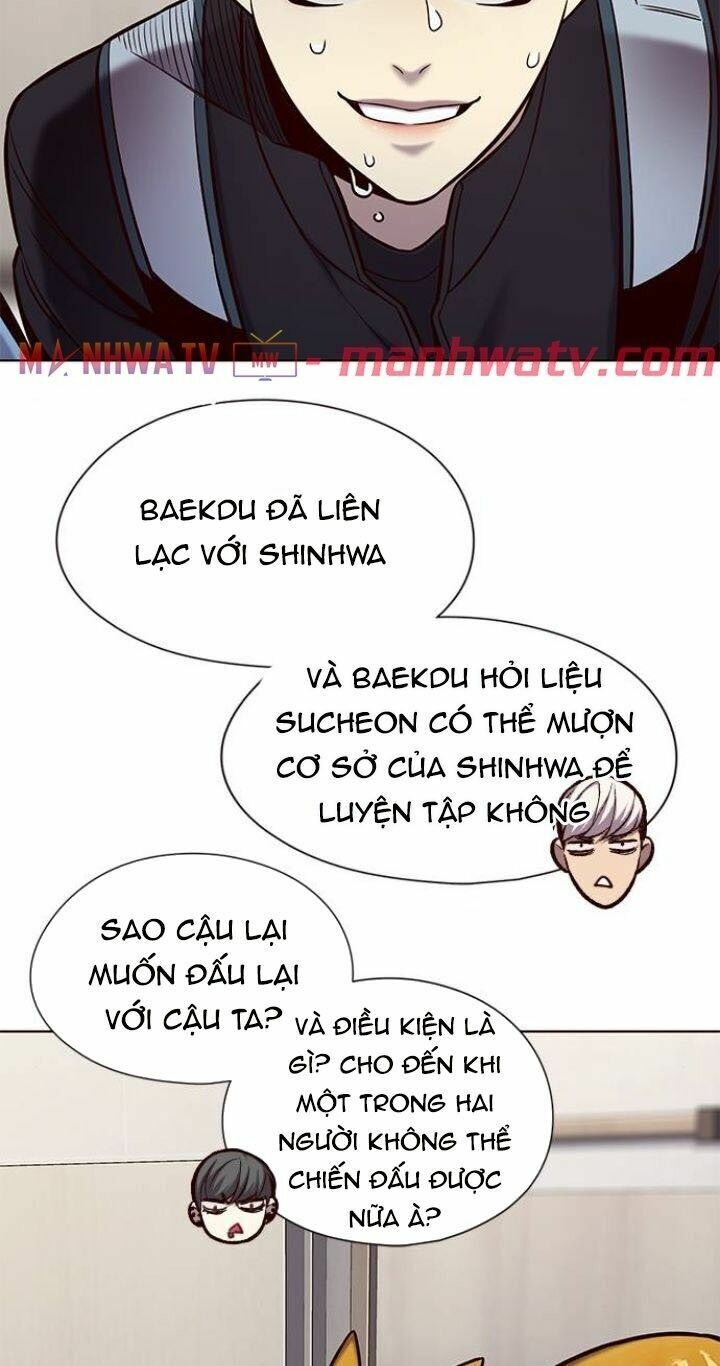 MANHWATV MW - manhwatv.
BAEKDU ĐÃ LIÊN
LẠC VỚI SHINHWA
VÀ BAEKDU HỎI LIỆU
SUCHEON CÓ THỂ MƯỢN
CƠ SỞ CỦA SHINHWA ĐỂ
LUYỆN TẬP KHÔNG
SAO CẬU LẠI
MUỐN ĐẤU LẠI
VỚI CẬU TA?
VÀ ĐIỀU KIỆN LÀ
GÌ? CHO ĐẾN KHI
MỘT TRONG HAI
NGƯỜI KHÔNG THỂ
CHIẾN ĐẤU ĐƯỢC
NỮA À?